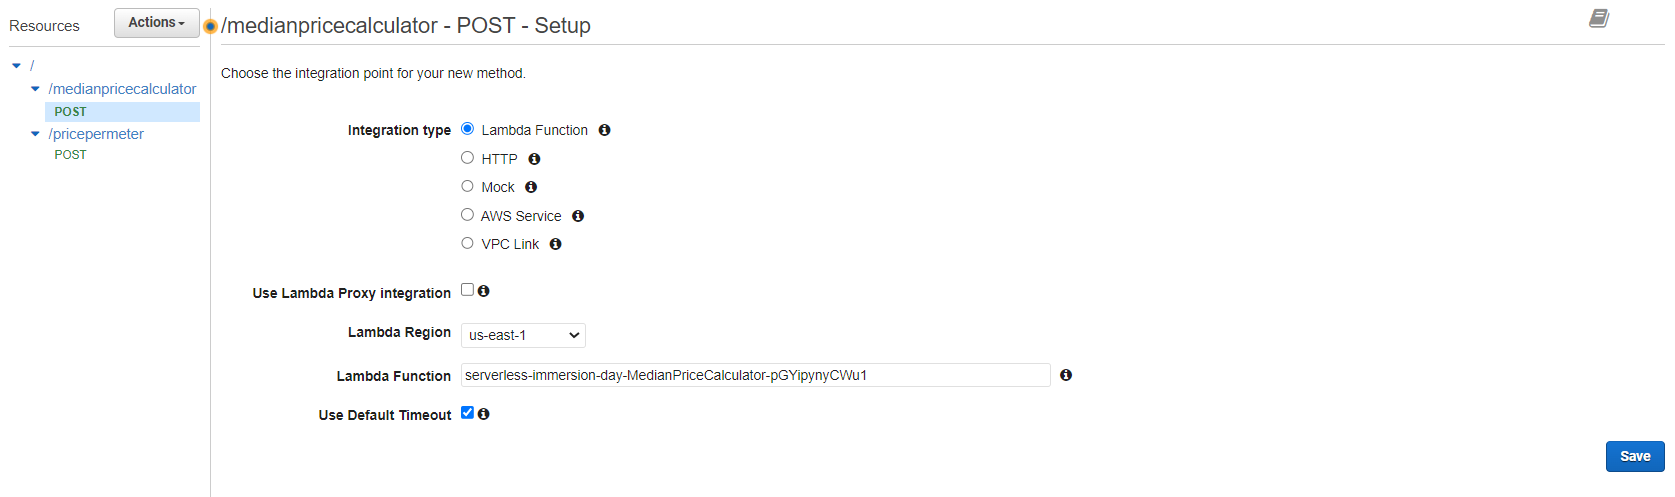 Resources
Actions
/
/medianpricecalculator
POST
/pricepermeter
POST
/medianpricecalculator - POST - Setup
Choose the integration point for your new method.
Integration type
Lambda Function
HTTP
Mock
AWS Service
VPC Link
Use Lambda Proxy integration
Lambda Region
us-east-1
Lambda Function
serverless-immersion-day-MedianPriceCalculator-pGYipynyCWu1
Use Default Timeout
Save